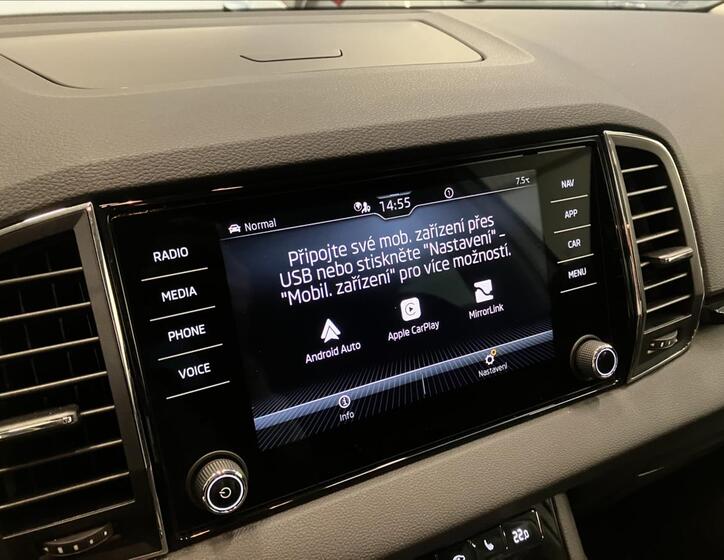 14:55
7.5°C
Normal
RADIO
MEDIA
PHONE
VOICE
NAV
APP
CAR
MENU
Připojte své mob. zařízení přes
USB nebo stiskněte "Nastavení" -
"Mobil. zařízení" pro více možností.
Android Auto
Apple CarPlay
MirrorLink
Info
Nastavení
22.0